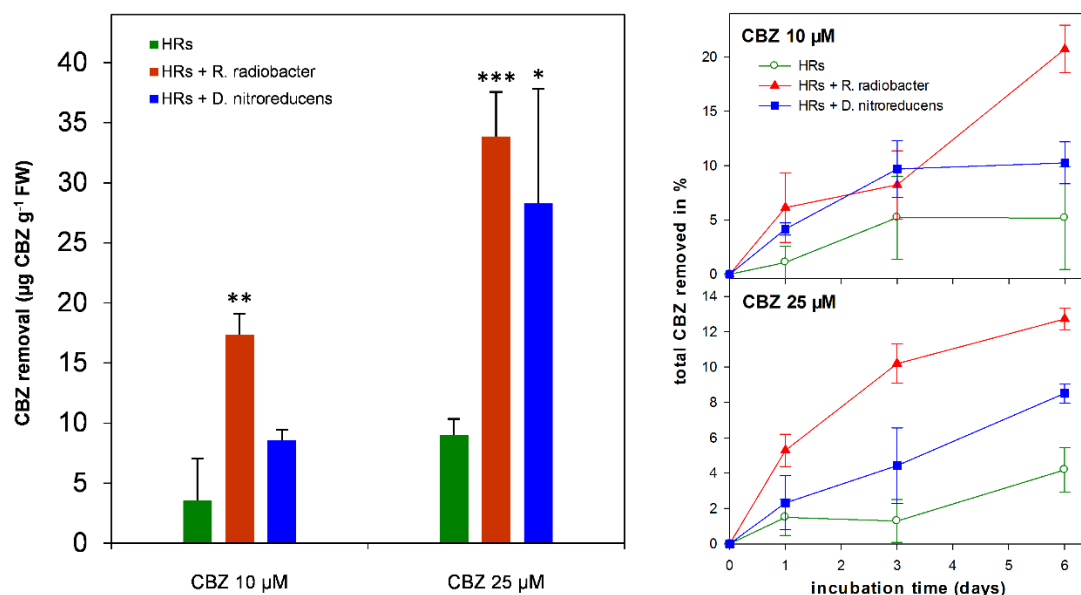 CBZ removal (µg CBZ g⁻¹ FW)
40
35
30
25
20
15
10
5
0
HRs
HRs + R. radiobacter
HRs + D. nitroreducens
**
***
*
CBZ 10 µM
CBZ 25 µM
total CBZ removed in %
CBZ 10 µM
HRs
HRs + R. radiobacter
HRs + D. nitroreducens
20
15
10
5
0
CBZ 25 µM
14
12
10
8
6
4
2
0
0 1 2 3 4 5 6
incubation time (days)